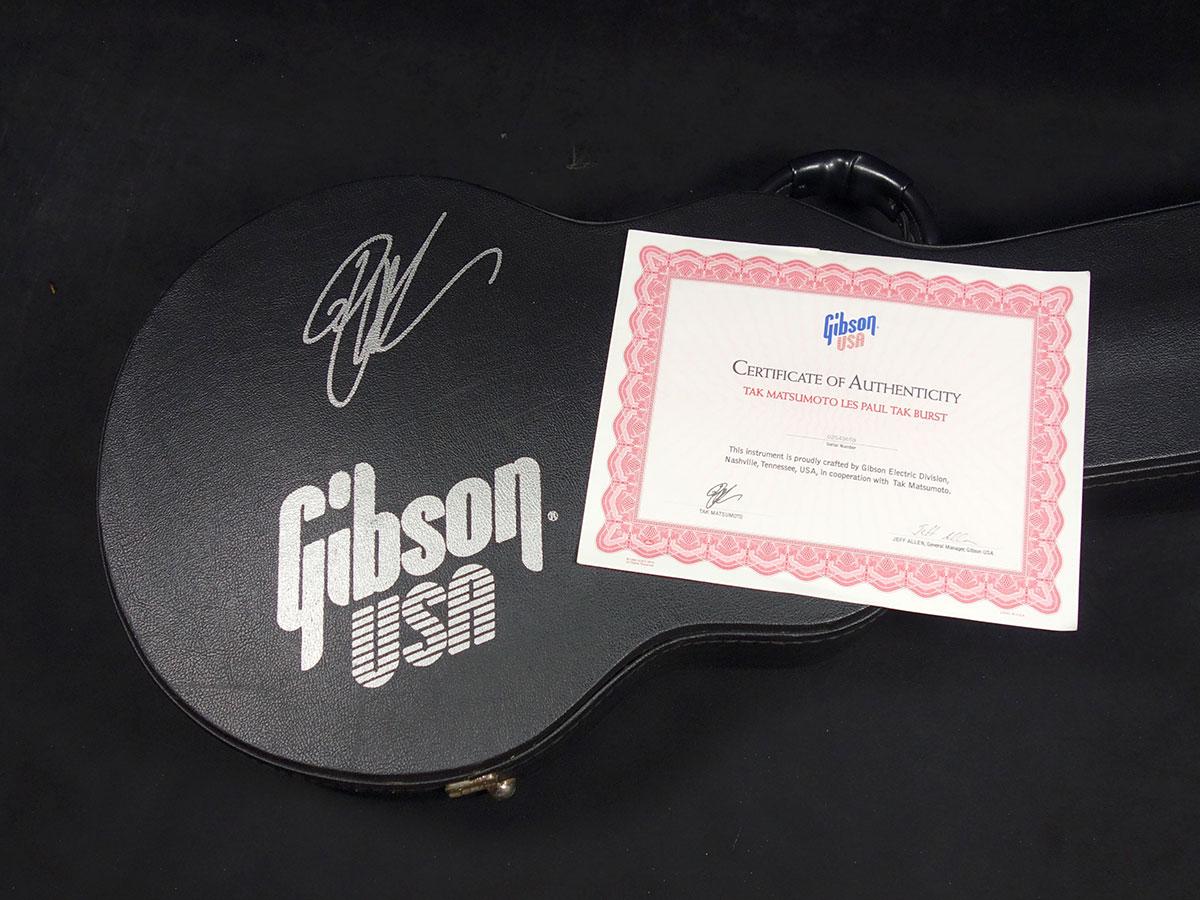 Gibson®
USA
Gibson
USA
CERTIFICATE OF AUTHENTICITY
TAK MATSUMOTO LES PAUL TAK BURST
Serial Number
This instrument is proudly crafted by Gibson Electric Division,
Nashville, Tennessee, USA, in cooperation with Tak Matsumoto.
TAK MATSUMOTO
Jeff Allen
JEFF ALLEN, General Manager, Gibson USA